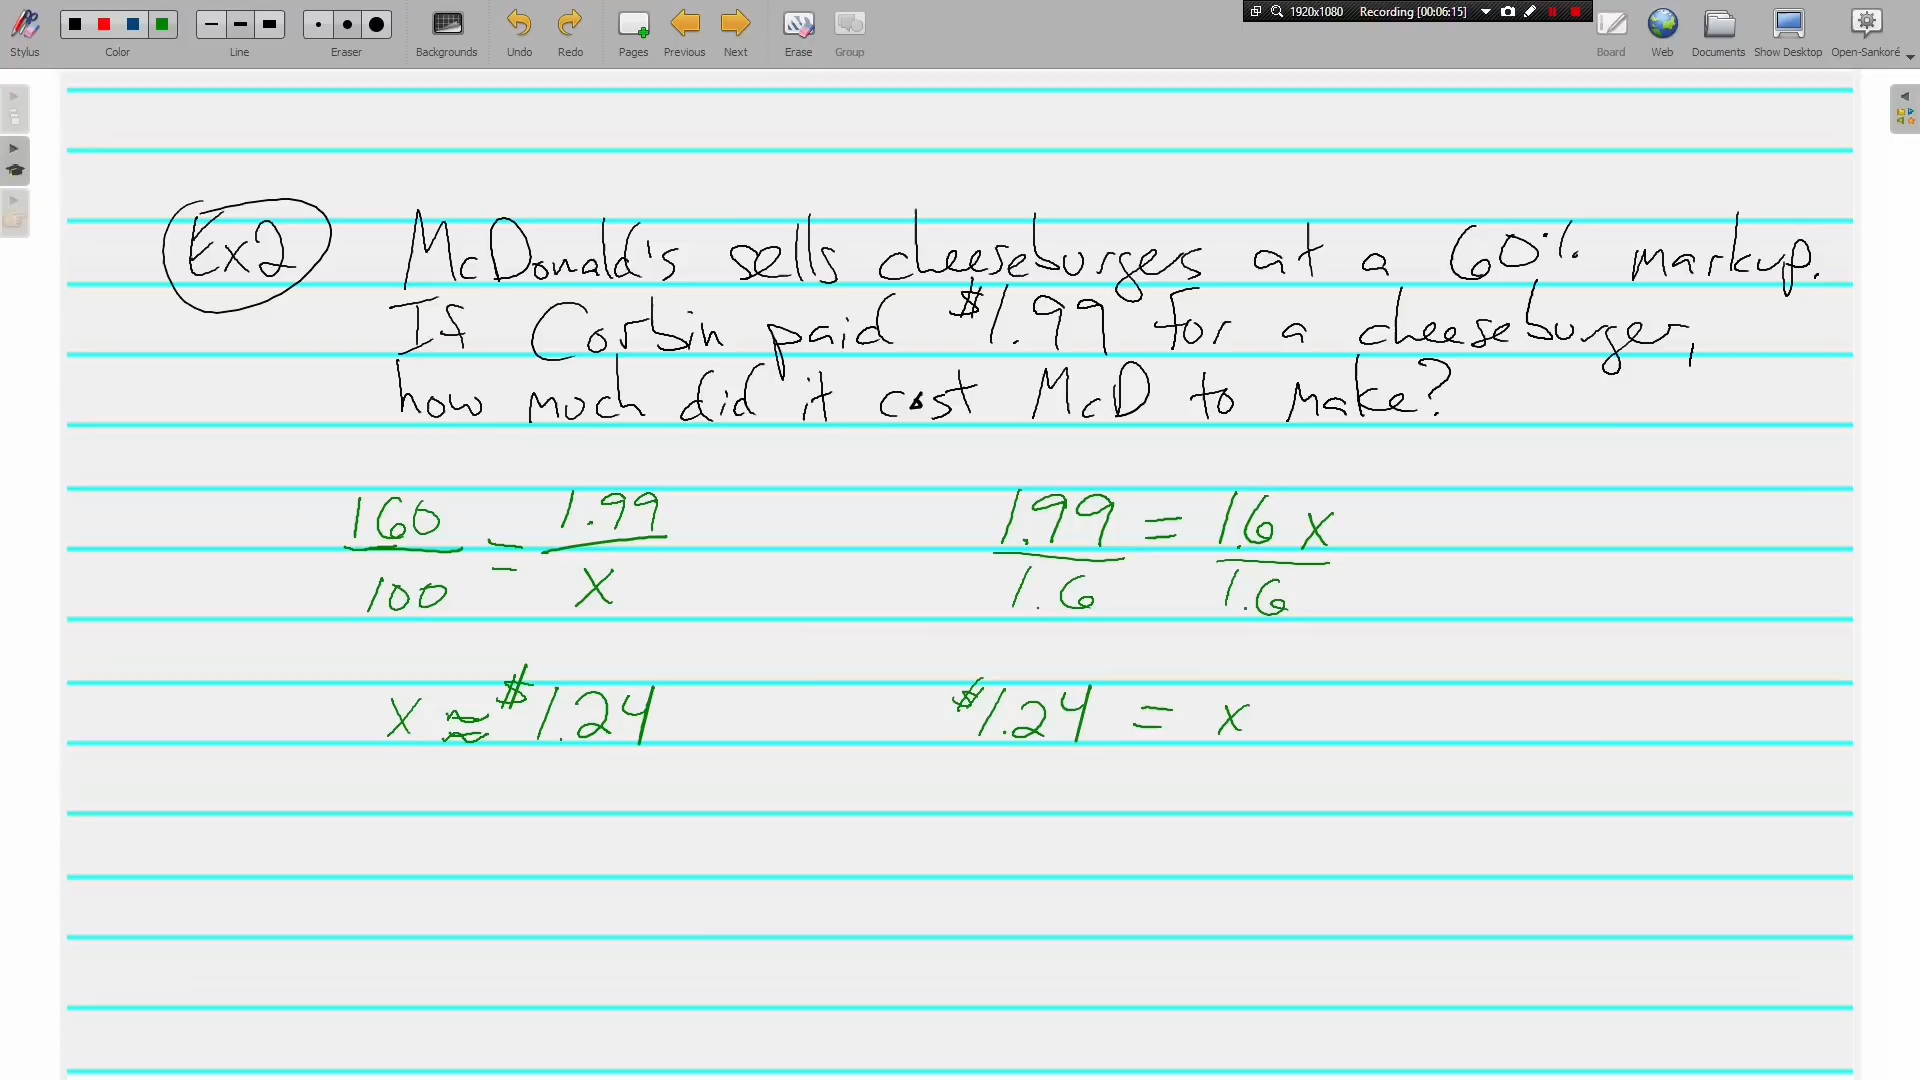 1920x1080 Recording [00:06:15]
Stylus Color Line Eraser Backgrounds Undo Redo Pages Previous Next Erase Group Board Web Documents Show Desktop Open-Sankoré
Ex2 McDonald's sells cheeseburgers at a 60% markup.
If Corbin paid $1.99 for a cheeseburger,
how much did it cost McD to make?
160/100 = 1.99/x
1.99/1.6 = 1.6x/1.6
x ≈ $1.24
$1.24 = x